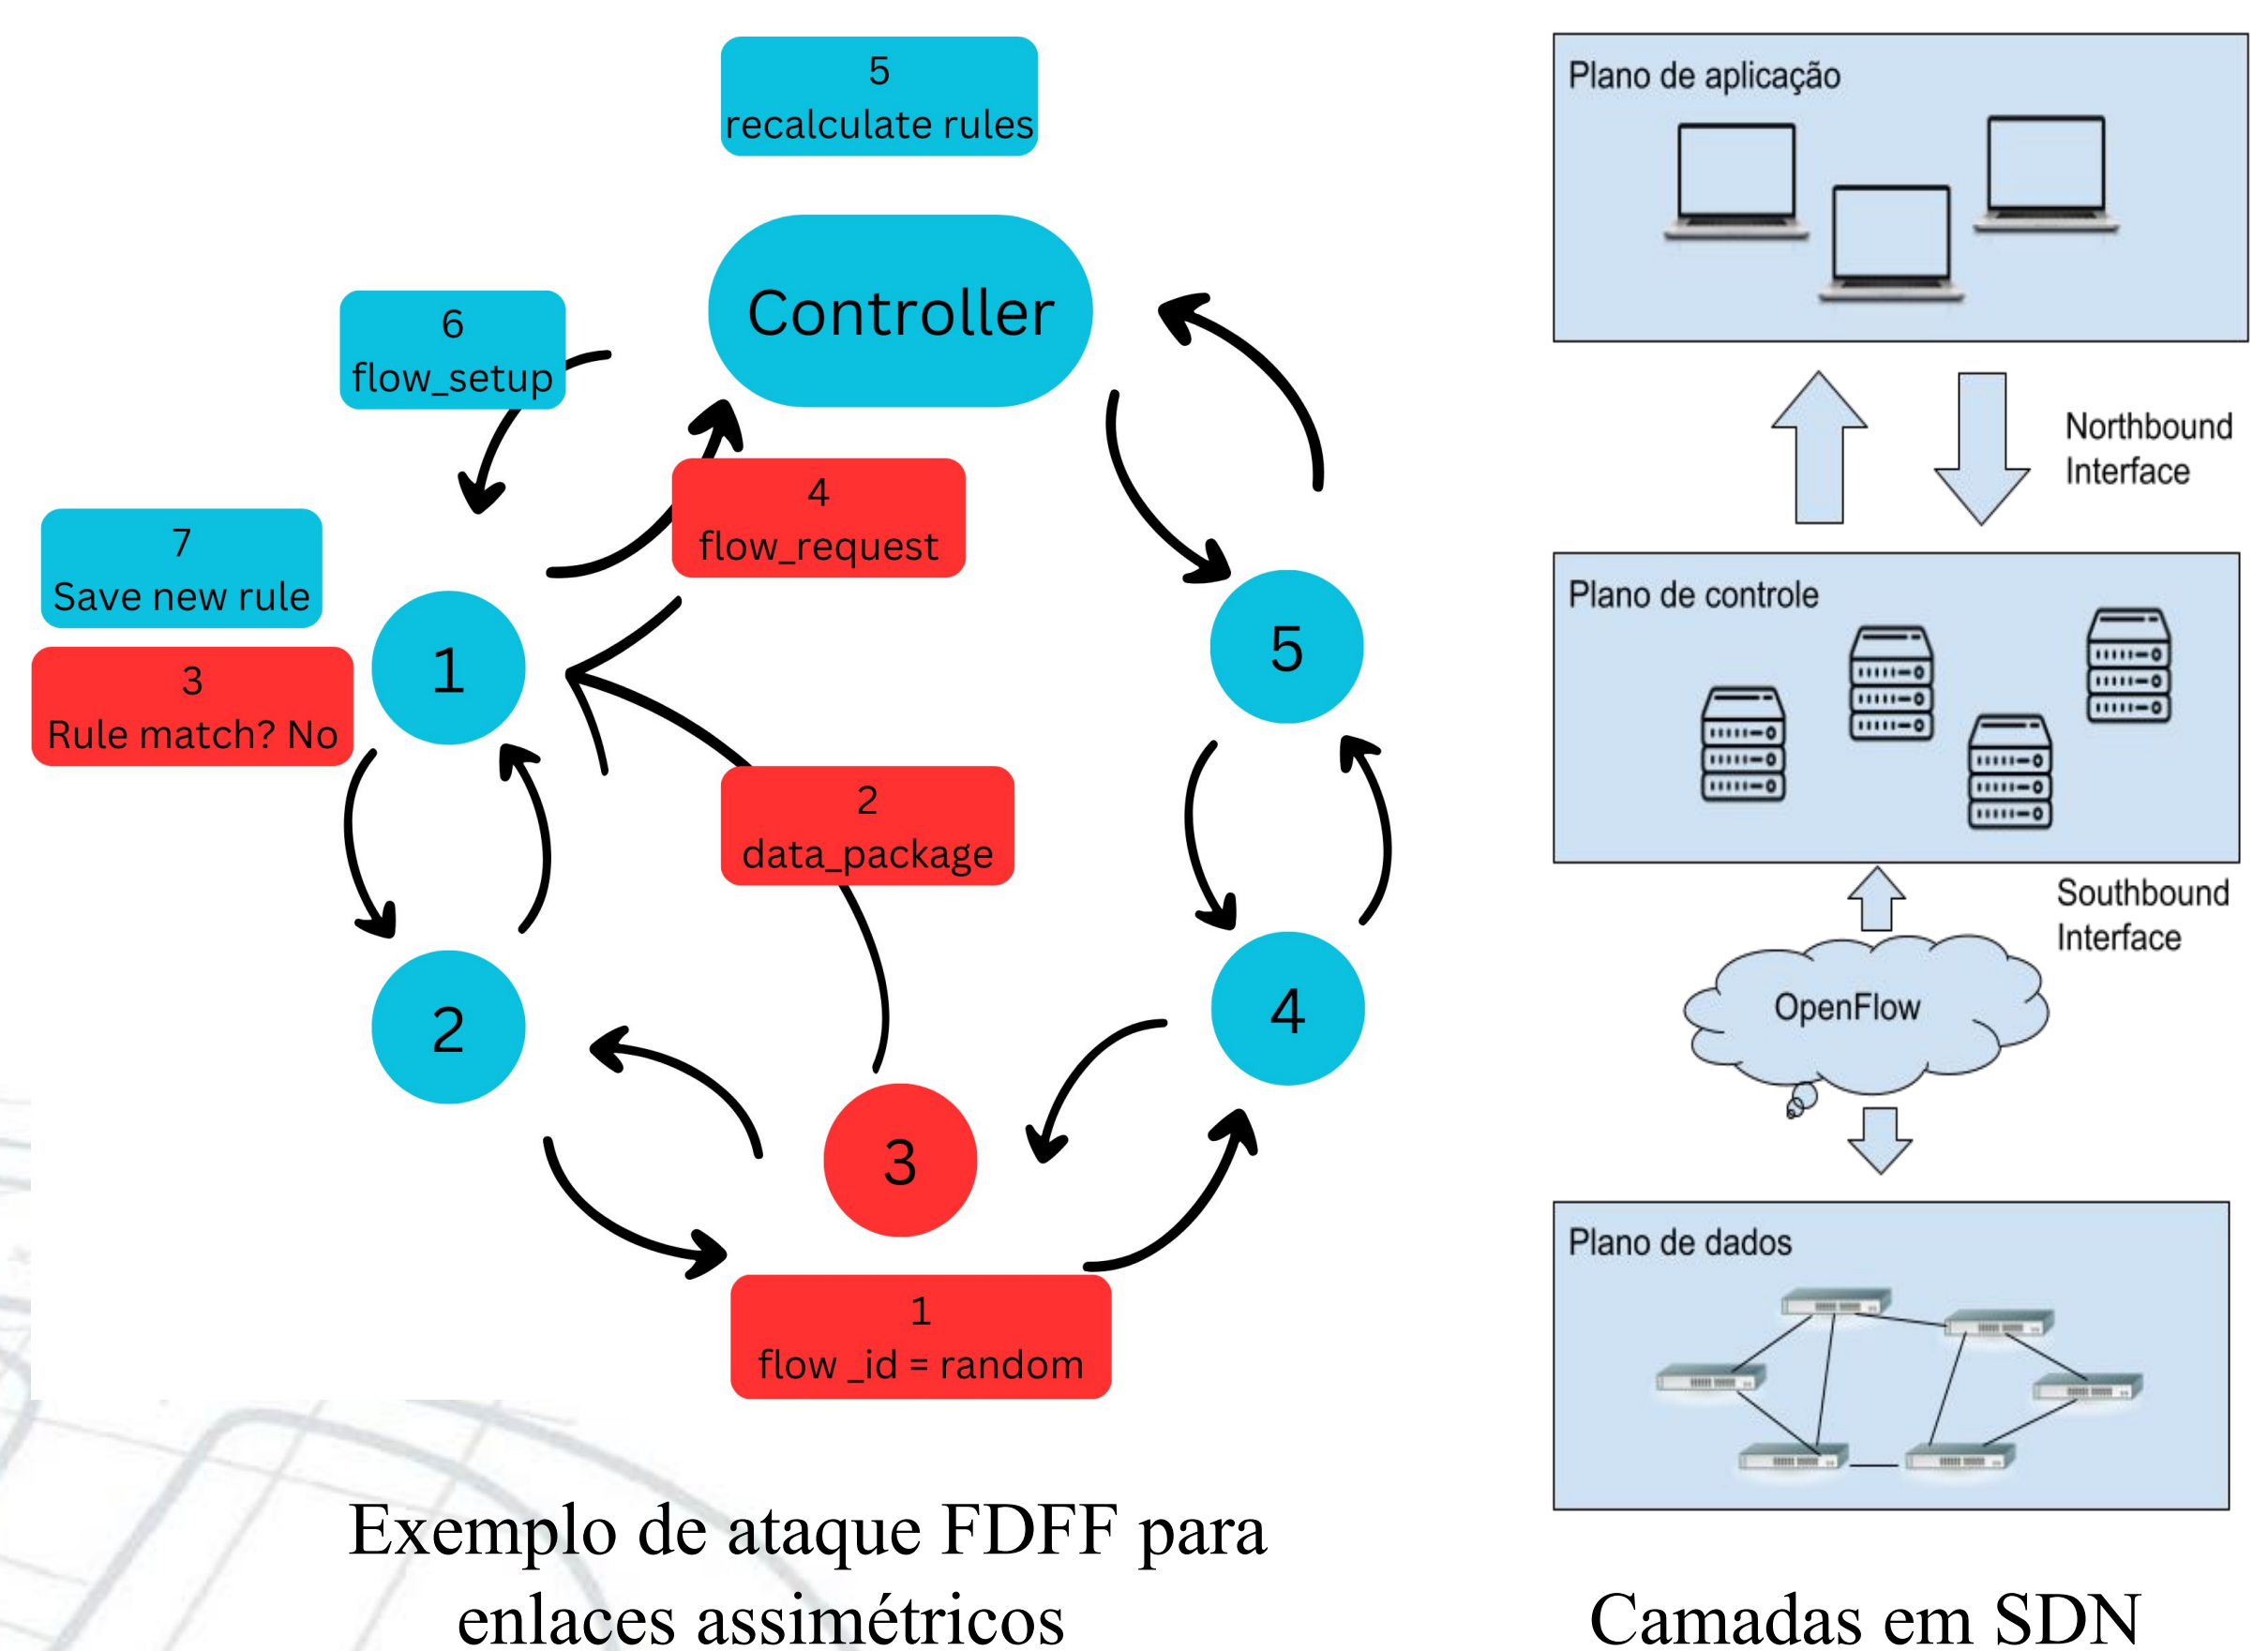 5
recalculate rules
Controller
6
flow_setup
4
flow_request
7
Save new rule
3
Rule match? No
1
5
2
data_package
2
4
3
1
flow _id = random
Exemplo de ataque FDFF para
enlaces assimétricos
Plano de aplicação
Northbound
Interface
Plano de controle
Southbound
Interface
OpenFlow
Plano de dados
Camadas em SDN